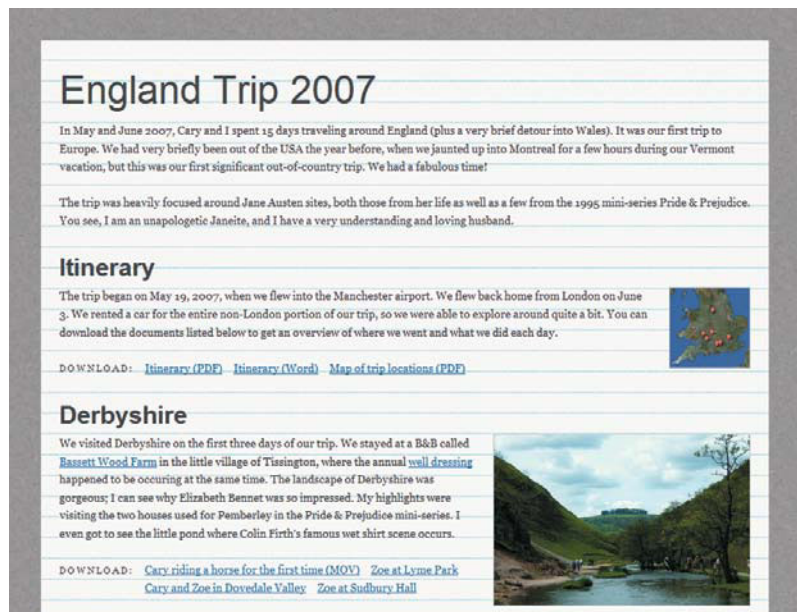 England Trip 2007
In May and June 2007, Cary and I spent 15 days traveling around England (plus a very brief detour into Wales). It was our first trip to
Europe. We had very briefly been out of the USA the year before, when we jaunted up into Montreal for a few hours during our Vermont
vacation, but this was our first significant out-of-country trip. We had a fabulous time!
The trip was heavily focused around Jane Austen sites, both those from her life as well as a few from the 1995 mini-series Pride & Prejudice.
You see, I am an unapologetic Janeite, and I have a very understanding and loving husband.
Itinerary
The trip began on May 19, 2007, when we flew into the Manchester airport. We flew back home from London on June
3. We rented a car for the entire non-London portion of our trip, so we were able to explore around quite a bit. You can
download the documents listed below to get an overview of where we went and what we did each day.
DOWNLOAD: Itinerary (PDF) Itinerary (Word) Map of trip locations (PDF)
Derbyshire
We visited Derbyshire on the first three days of our trip. We stayed at a B&B called
Bassett Wood Farm in the little village of Tissington, where the annual well dressing
happened to be occuring at the same time. The landscape of Derbyshire was
gorgeous; I can see why Elizabeth Bennet was so impressed. My highlights were
visiting the two houses used for Pemberley in the Pride & Prejudice mini-series. I
even got to see the little pond where Colin Firth's famous wet shirt scene occurs.
DOWNLOAD: Cary riding a horse for the first time (MOV) Zoe at Lyme Park
Cary and Zoe in Dovedale Valley Zoe at Sudbury Hall